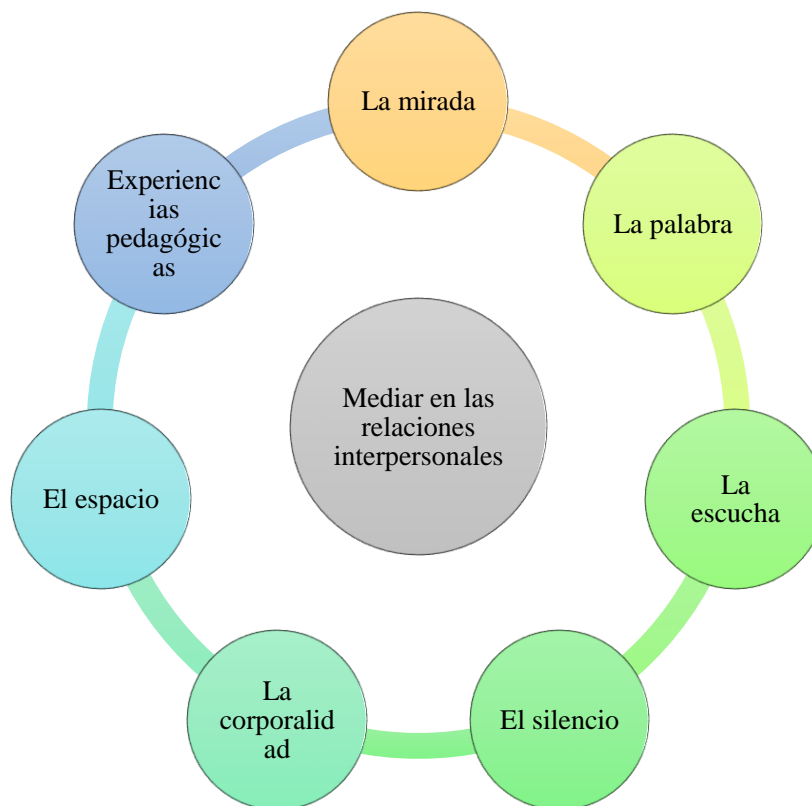 La mirada
La palabra
La
escucha
El silencio
La
corporalid
ad
El espacio
Experienc
ias
pedagógic
as
Mediar en las
relaciones
interpersonales